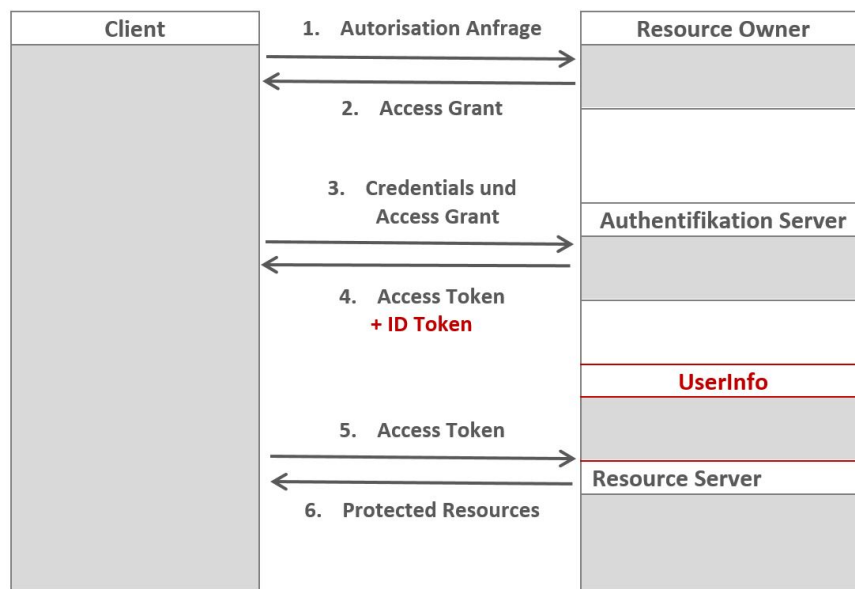 Client
1. Autorisation Anfrage
Resource Owner
2. Access Grant
3. Credentials und
Access Grant
Authentifikation Server
4. Access Token
+ ID Token
UserInfo
5. Access Token
Resource Server
6. Protected Resources